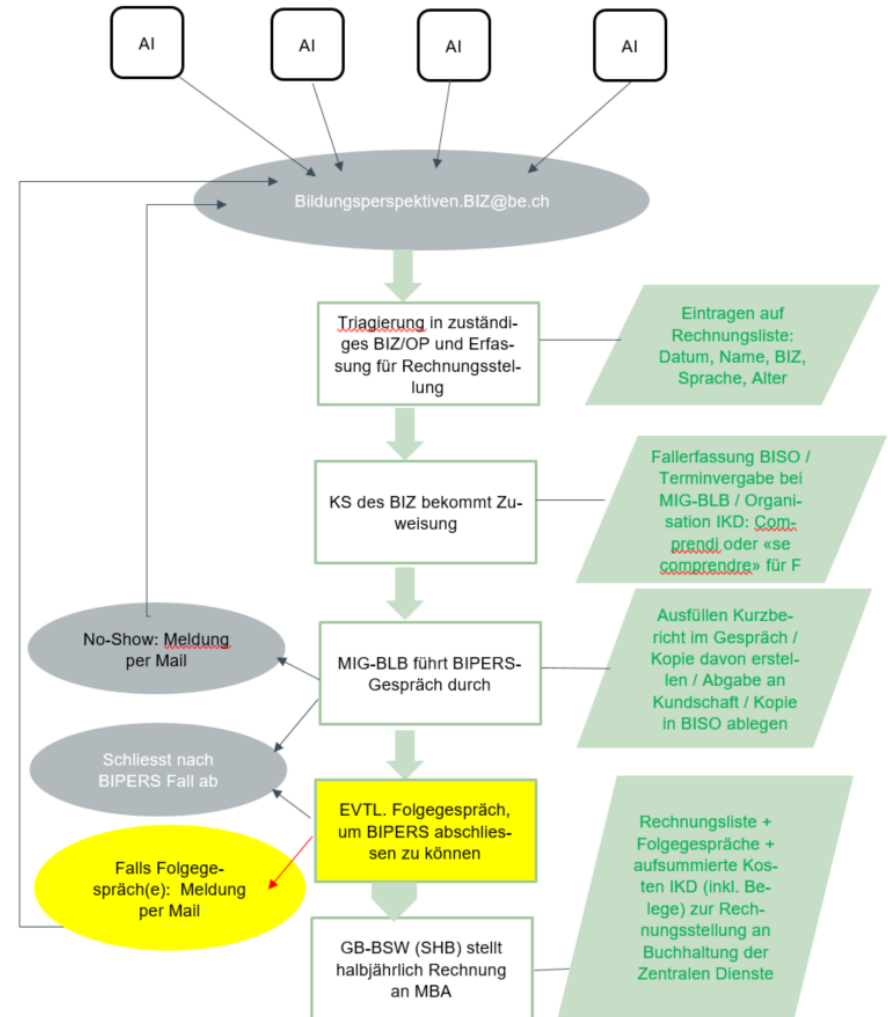 AI
AI
AI
AI
Bildungsperspektiven.BIZ@be.ch
Triagierung in zuständi-
ges BIZ/OP und Erfas-
sung für Rechnungsstel-
lung
Eintragen auf
Rechnungsliste:
Datum, Name, BIZ,
Sprache, Alter
KS des BIZ bekommt Zu-
weisung
Fallerfassung BISO /
Terminvergabe bei
MIG-BLB / Organi-
sation IKD: Com-
prendi oder «se
comprendre» für F
No-Show: Meldung
per Mail
MIG-BLB führt BIPERS-
Gespräch durch
Ausfüllen Kurzbe-
richt im Gespräch /
Kopie davon erstel-
len / Abgabe an
Kundschaft / Kopie
in BISO ablegen
Schliesst nach
BIPERS Fall ab
EVTL. Folgegespräch,
um BIPERS abschlies-
sen zu können
Falls Folgege-
spräch(e): Meldung
per Mail
Rechnungsliste +
Folgegespräche +
aufsummierte Kos-
ten IKD (inkl. Be-
lege) zur Rech-
nungsstellung an
Buchhaltung der
Zentralen Dienste
GB-BSW (SHB) stellt
halbjährlich Rechnung
an MBA